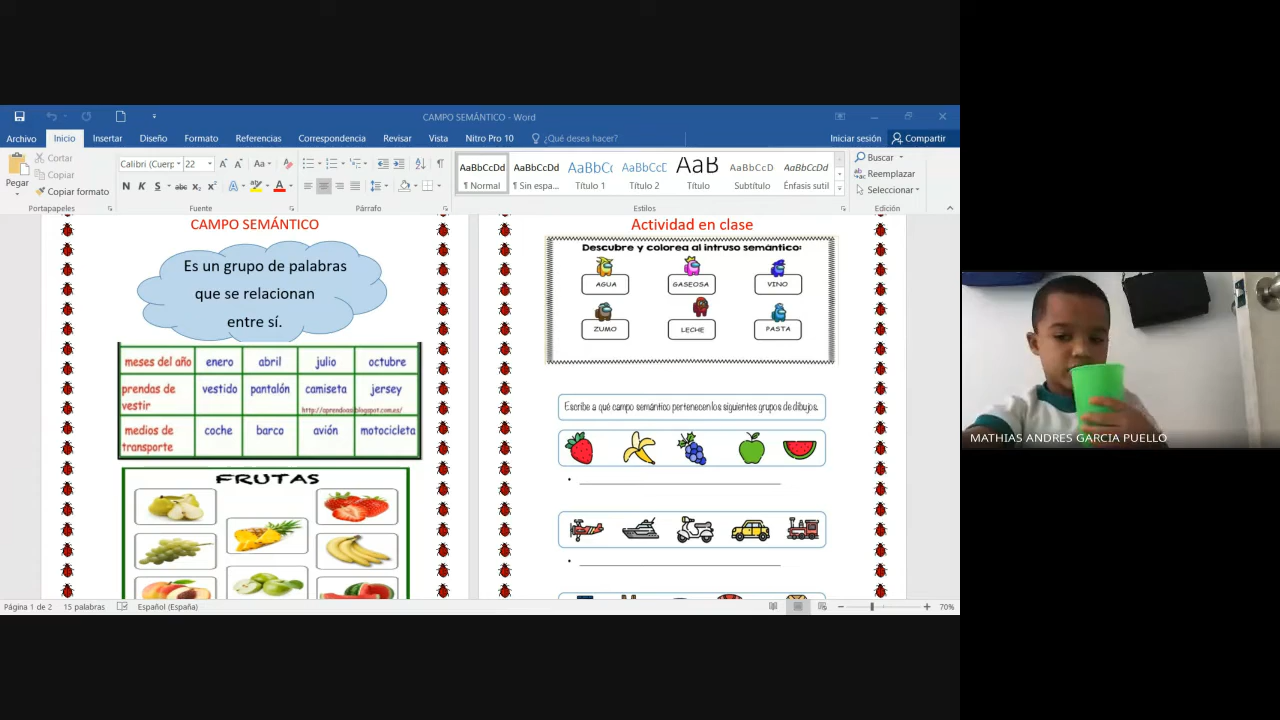 CAMPO SEMÁNTICO - Word
Archivo Inicio Insertar Diseño Formato Referencias Correspondencia Revisar Vista Nitro Pro 10 ¿Qué desea hacer? Iniciar sesión Compartir
Pegar
Cortar
Copiar
Copiar formato
Portapapeles
Calibri (Cuerp 22
Aa
N K S abc x₂ x²
Fuente
Párrafo
AaBbCcDd AaBbCcDd AaBbCc AaBbCcC AaB AaBbCcD AaBbCcDd
¶ Normal ¶ Sin espa... Título 1 Título 2 Título Subtítulo Énfasis sutil
Estilos
Buscar
Reemplazar
Seleccionar
Edición
CAMPO SEMÁNTICO
Es un grupo de palabras
que se relacionan
entre sí.
meses del año enero abril julio octubre
prendas de vestir vestido pantalón camiseta jersey
medios de transporte coche barco avión motocicleta
FRUTAS
Actividad en clase
Descubre y colorea al intruso semántico:
AGUA GASEOSA VINO
ZUMO LECHE PASTA
Escribe a qué campo semántico pertenecen los siguientes grupos de dibujos.
MATHIAS ANDRES GARCIA PUELLO
Página 1 de 2 15 palabras Español (España) 70%